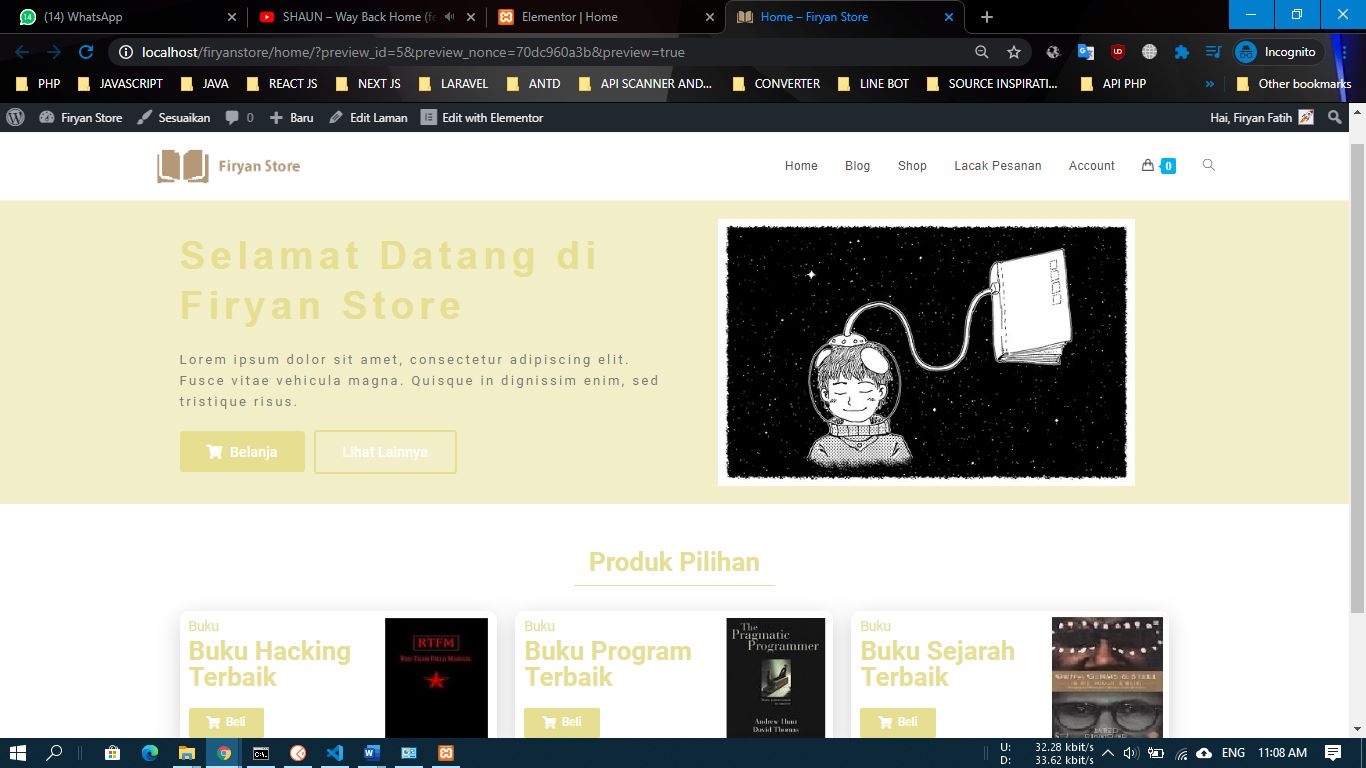 14
(14) WhatsApp
SHAUN – Way Back Home (fe
Elementor | Home
Home – Firyan Store
localhost/firyanstore/home/?preview_id=5&preview_nonce=70dc960a3b&preview=true
Incognito
PHP
JAVASCRIPT
JAVA
REACT JS
NEXT JS
LARAVEL
ANTD
API SCANNER AND...
CONVERTER
LINE BOT
SOURCE INSPIRATI...
API PHP
»
Other bookmarks
Firyan Store
Sesuaikan
0
Baru
Edit Laman
Edit with Elementor
Hai, Firyan Fatih
Firyan Store
Home
Blog
Shop
Lacak Pesanan
Account
0
Selamat Datang di
Firyan Store
Lorem ipsum dolor sit amet, consectetur adipiscing elit.
Fusce vitae vehicula magna. Quisque in dignissim enim, sed
tristique risus.
Belanja
Lihat Lainnya
Produk Pilihan
Buku
Buku Hacking
Terbaik
Beli
RTFM
Red Team Field Manual
Buku
Buku Program
Terbaik
Beli
The
Pragmatic
Programmer
Andrew Hunt
David Thomas
Buku
Buku Sejarah
Terbaik
Beli
U: 32.28 kbit/s
D: 33.62 kbit/s
ENG
11:08 AM